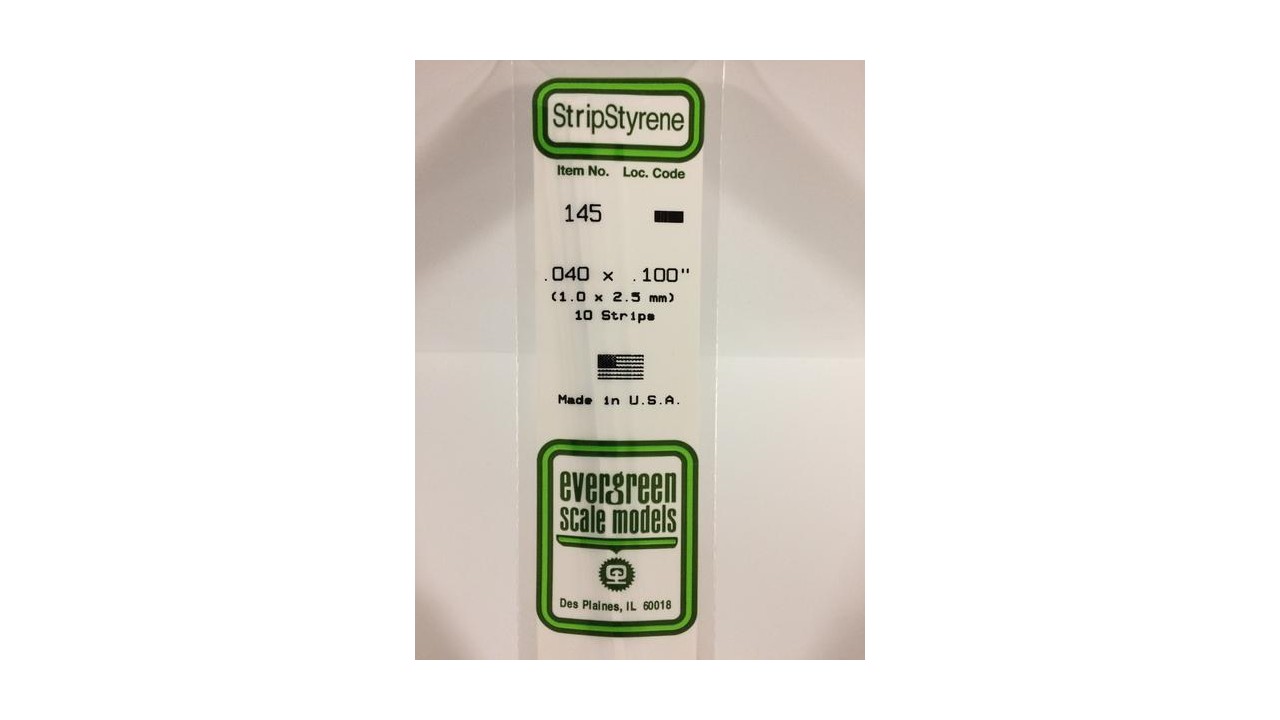 StripStyrene
Item No. Loc. Code
145
.040 x .100"
(1.0 x 2.5 mm)
10 Strips
Made in U.S.A.
evergreen
scale models
Des Plaines, IL 60018